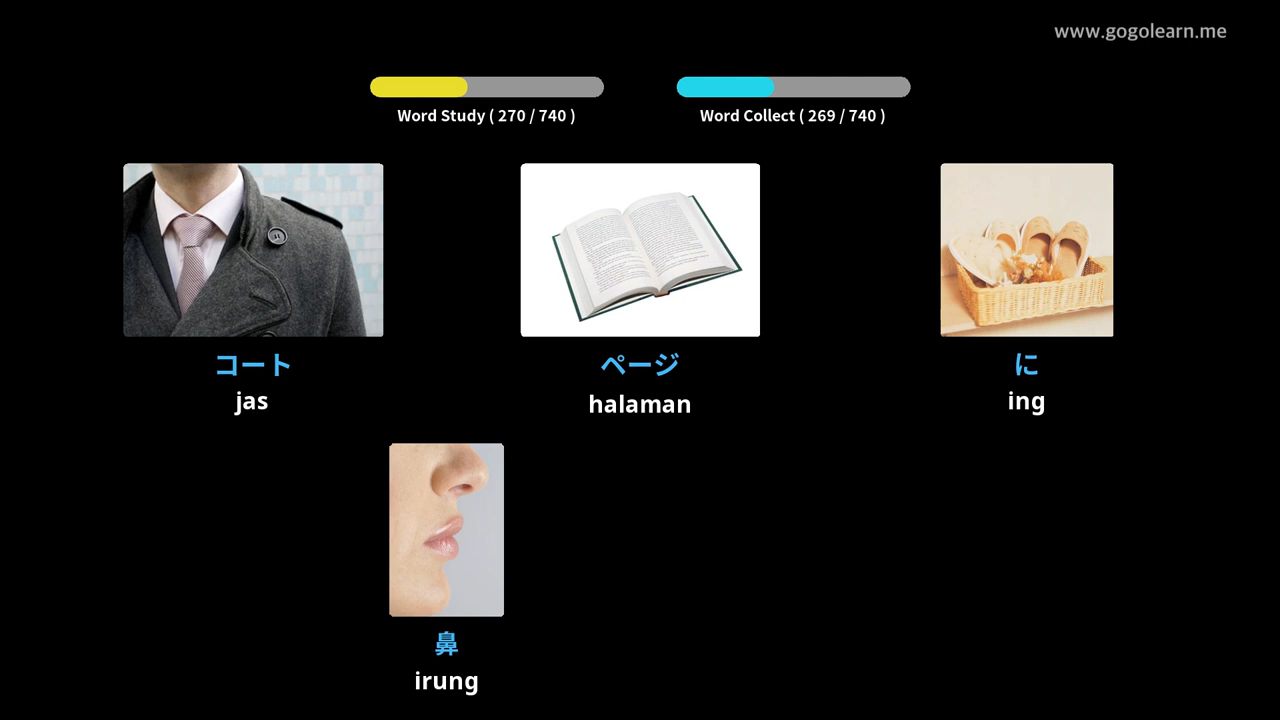 www.gogolearn.me
Word Study ( 270 / 740 )
Word Collect ( 269 / 740 )
コート
jas
ページ
halaman
に
ing
鼻
irung